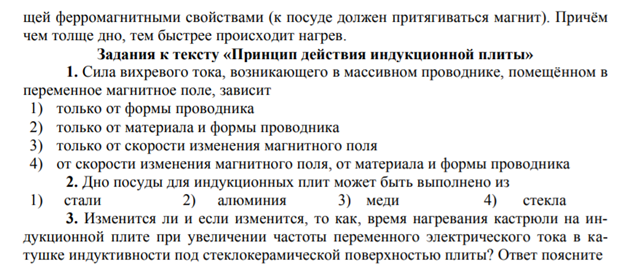 щей ферромагнитными свойствами (к посуде должен притягиваться магнит). Причём
чем толще дно, тем быстрее происходит нагрев.
Задания к тексту «Принцип действия индукционной плиты»
1. Сила вихревого тока, возникающего в массивном проводнике, помещённом в
переменное магнитное поле, зависит
1) только от формы проводника
2) только от материала и формы проводника
3) только от скорости изменения магнитного поля
4) от скорости изменения магнитного поля, от материала и формы проводника
2. Дно посуды для индукционных плит может быть выполнено из
1) стали 2) алюминия 3) меди 4) стекла
3. Изменится ли и если изменится, то как, время нагревания кастрюли на ин-
дукционной плите при увеличении частоты переменного электрического тока в ка-
тушке индуктивности под стеклокерамической поверхностью плиты? Ответ поясните